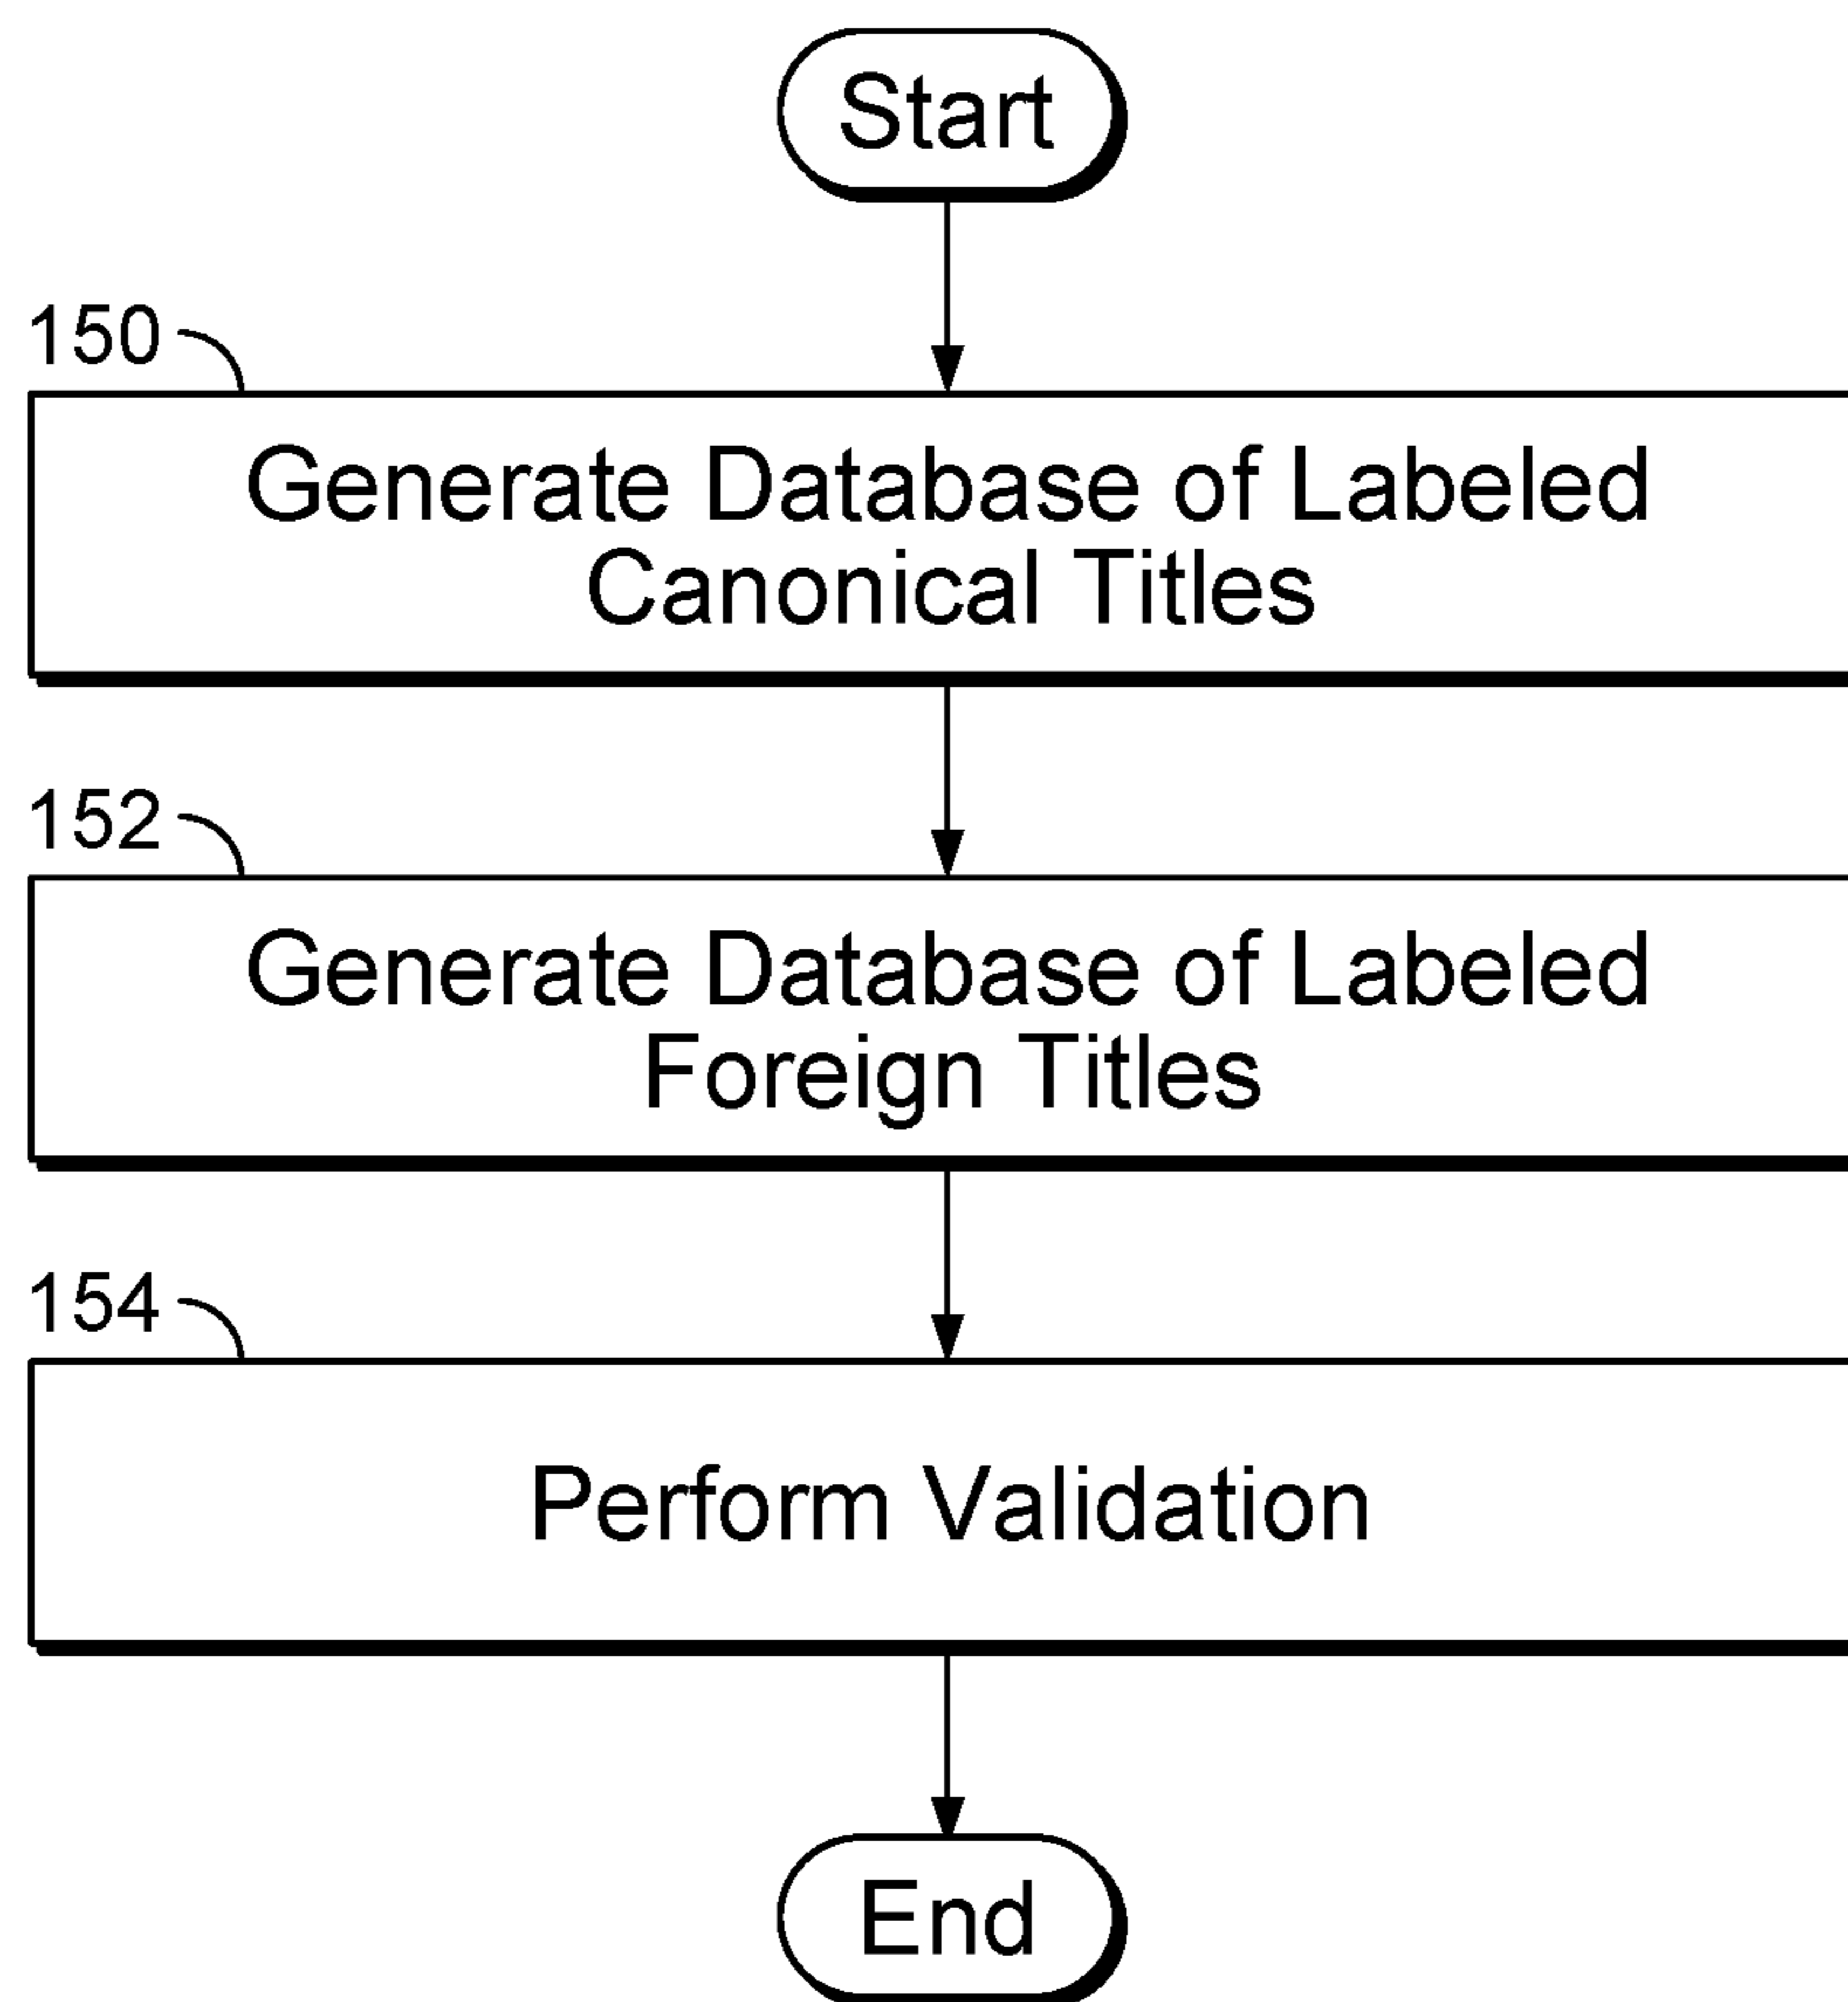 Start
150
Generate Database of Labeled
Canonical Titles
152
Generate Database of Labeled
Foreign Titles
154
Perform Validation
End